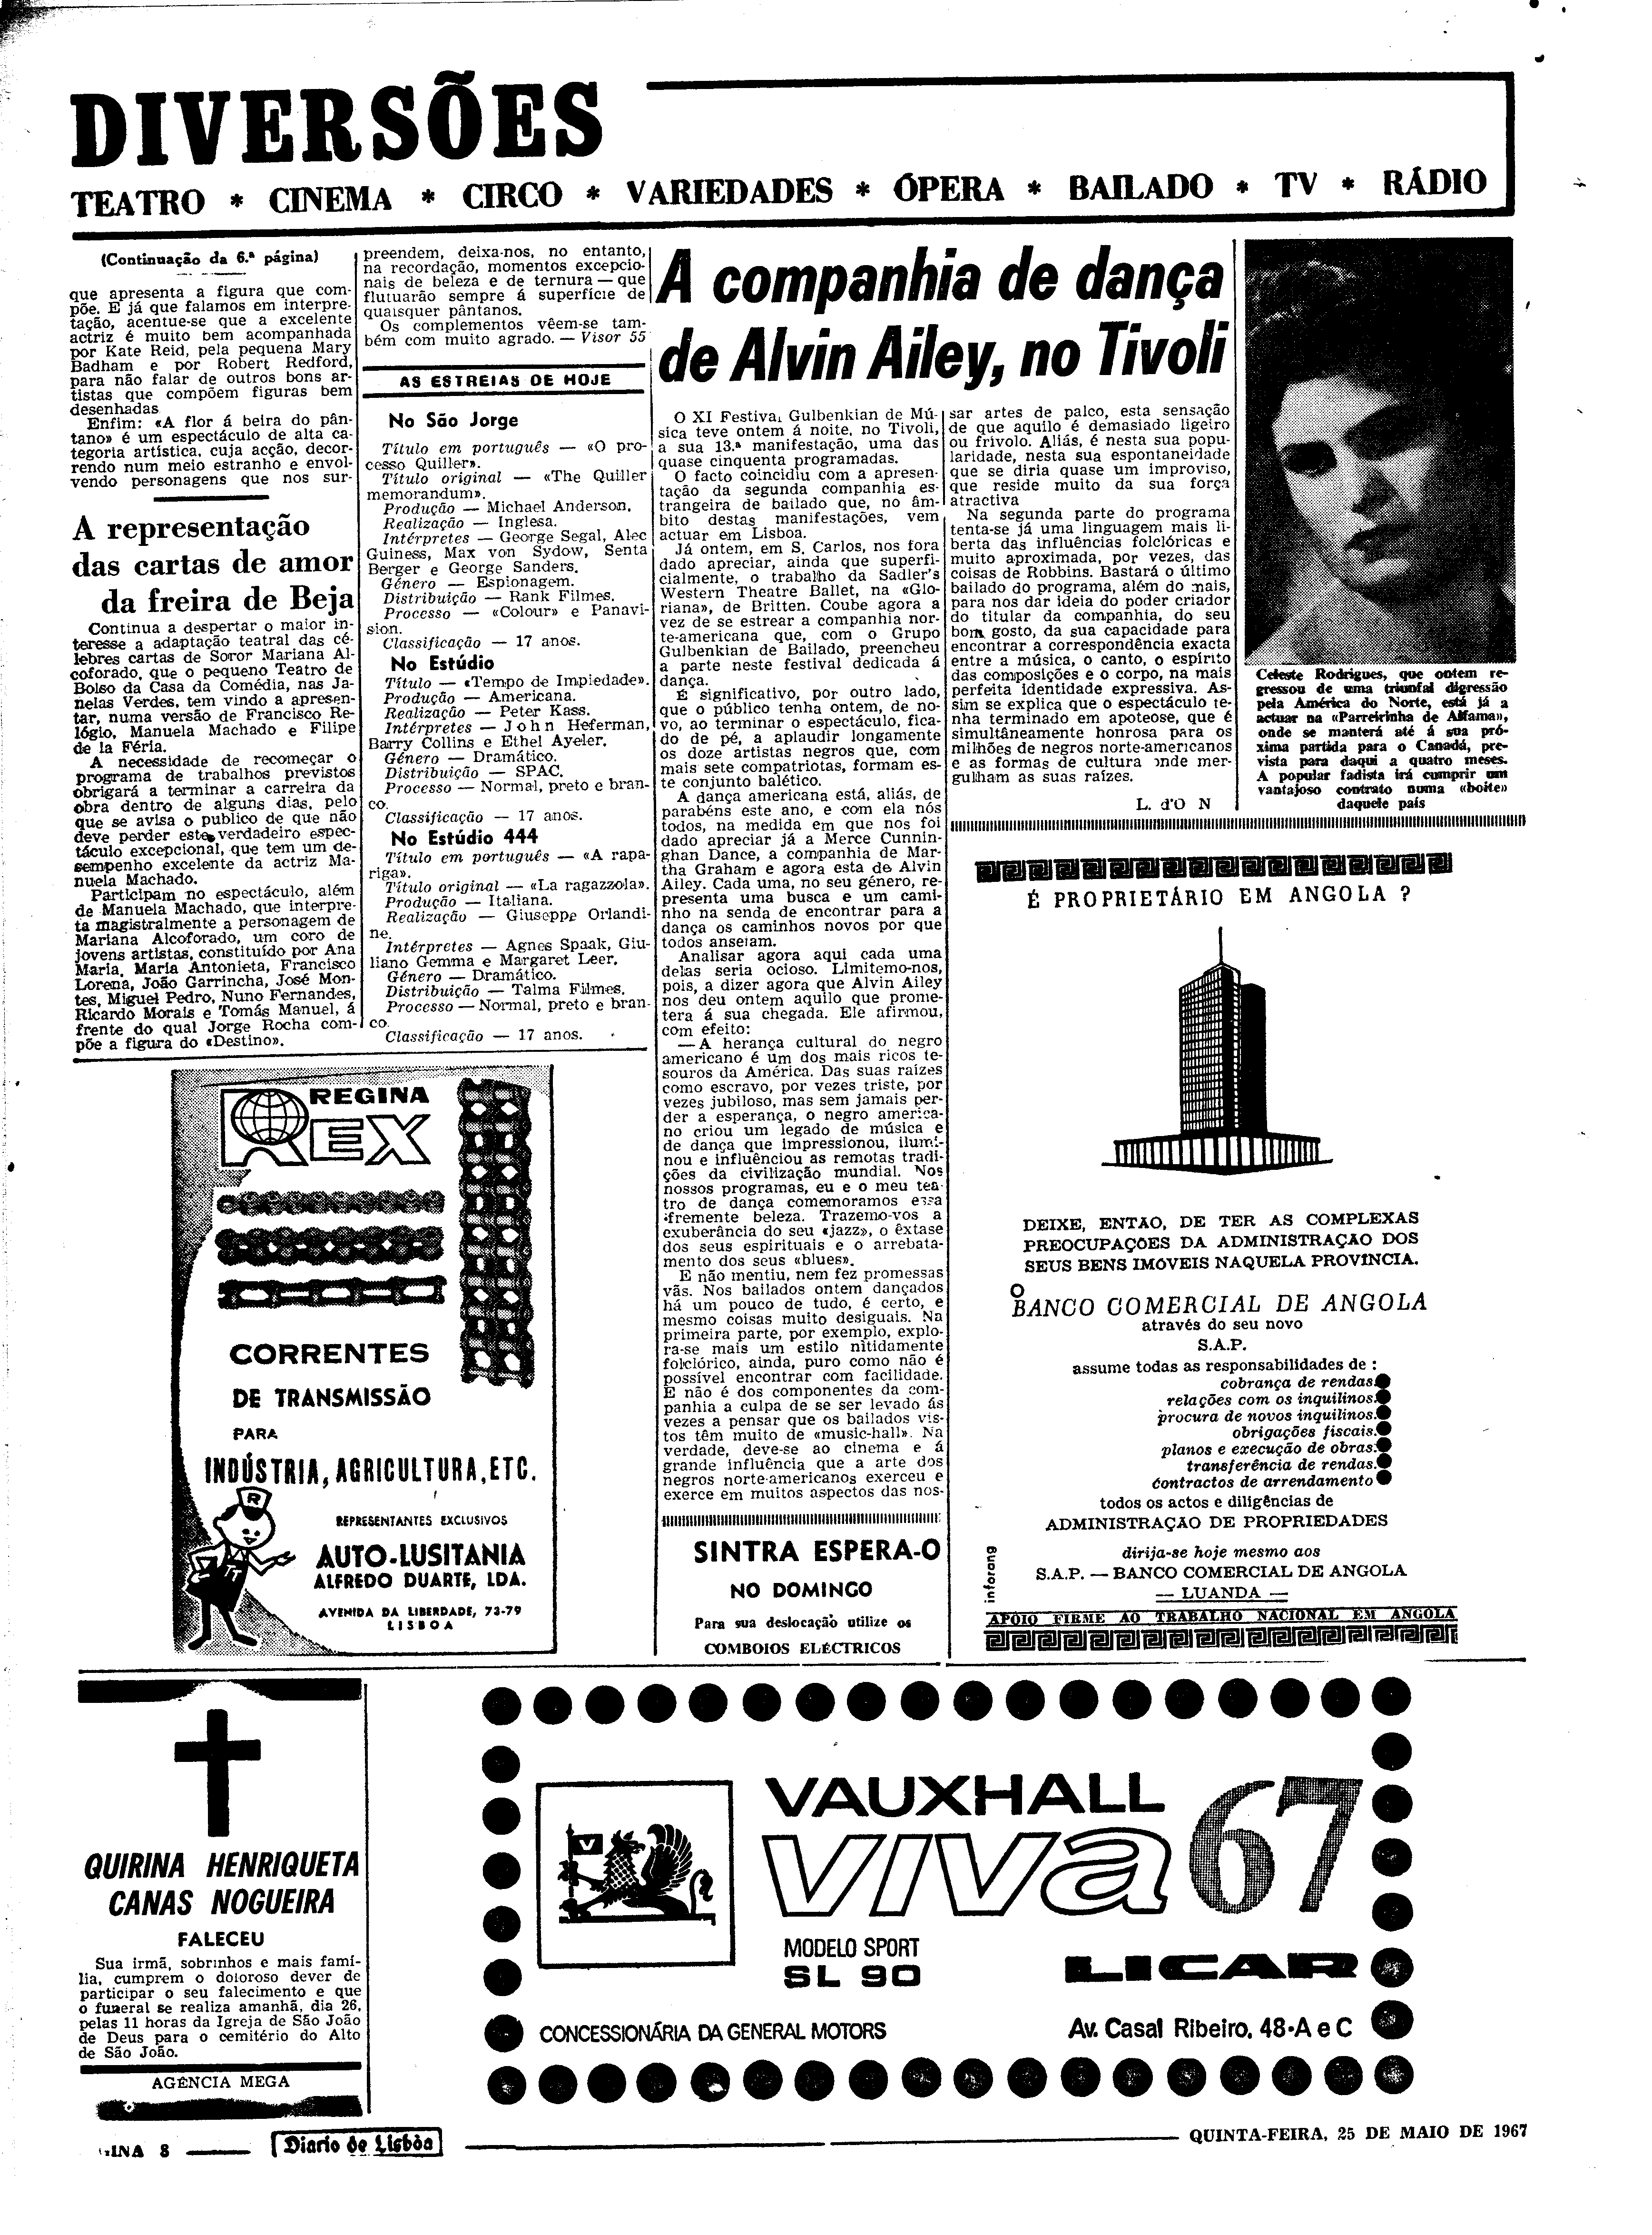 DIVERSÕES
TEATRO * CINEMA * CIRCO * VARIEDADES * ÓPERA * BAILADO * TV * RÁDIO
(Continuação da 6.ª página)
que apresenta a figura que com-
põe. E já que falamos em interpre-
tação, acentue-se que a excelente
actriz é muito bem acompanhada
por Kate Reid, pela pequena Mary
Badham e por Robert Redford,
para não falar de outros bons ar-
tistas que compõem figuras bem
desenhadas
Enfim: «A flor á beira do pân-
tano» é um espectáculo de alta ca-
tegoria artística, cuja acção, decor-
rendo num meio estranho e envol-
vendo personagens que nos sur-
preendem, deixa-nos, no entanto,
na recordação, momentos excepcio-
nais de beleza e de ternura — que
flutuarão sempre á superfície de
quaisquer pântanos.
Os complementos vêem-se tam-
bém com muito agrado. — Visor 55
A representação
das cartas de amor
da freira de Beja
Continua a despertar o maior in-
teresse a adaptação teatral das cé-
lebres cartas de Soror Mariana Al-
coforado, que o pequeno Teatro de
Bolso da Casa da Comédia, nas Ja-
nelas Verdes, tem vindo a apresen-
tar, numa versão de Francisco Re-
lógio, Manuela Machado e Filipe
de la Féria.
A necessidade de recomeçar o
programa de trabalhos previstos
obrigará a terminar a carreira da
obra dentro de alguns dias, pelo
que se avisa o publico de que não
deve perder este verdadeiro espec-
táculo excepcional, que tem um de-
sempenho excelente da actriz Ma-
nuela Machado.
Participam no espectáculo, além
de Manuela Machado, que interpre-
ta magistralmente a personagem de
Mariana Alcoforado, um coro de
jovens artistas, constituído por Ana
Maria, Maria Antonieta, Francisco
Lorena, João Garrincha, José Mon-
tes, Miguel Pedro, Nuno Fernandes,
Ricardo Morais e Tomás Manuel, á
frente do qual Jorge Rocha com-
põe a figura do «Destino».
AS ESTREIAS DE HOJE
No São Jorge
Título em português — «O pro-
cesso Quiller».
Título original — «The Quiller
memorandum».
Produção — Michael Anderson.
Realização — Inglesa.
Intérpretes — George Segal, Alec
Guiness, Max von Sydow, Senta
Berger e George Sanders.
Género — Espionagem.
Distribuição — Rank Filmes.
Processo — «Colour» e Panavi-
sion.
Classificação — 17 anos.
No Estúdio
Título — «Tempo de Impiedade».
Produção — Americana.
Realização — Peter Kass.
Intérpretes — John Heferman,
Barry Collins e Ethel Ayeler.
Género — Dramático.
Distribuição — SPAC.
Processo — Normal, preto e bran-
co.
Classificação — 17 anos.
No Estúdio 444
Título em português — «A rapa-
riga».
Título original — «La ragazzola».
Produção — Italiana.
Realização — Giuseppe Orlandi-
ne.
Intérpretes — Agnes Spaak, Giu-
liano Gemma e Margaret Leer.
Género — Dramático.
Distribuição — Talma Filmes.
Processo — Normal, preto e bran-
co.
Classificação — 17 anos.
A companhia de dança
de Alvin Ailey, no Tivoli
O XI Festival Gulbenkian de Mú-
sica teve ontem á noite, no Tivoli,
a sua 13.ª manifestação, uma das
quase cinquenta programadas.
O facto coincidiu com a apresen-
tação da segunda companhia es-
trangeira de bailado que, no âm-
bito destas manifestações, vem
actuar em Lisboa.
Já ontem, em S. Carlos, nos fora
dado apreciar, ainda que superfi-
cialmente, o trabalho da Sadler's
Western Theatre Ballet, na «Glo-
riana», de Britten. Coube agora a
vez de se estrear a companhia nor-
te-americana que, com o Grupo
Gulbenkian de Bailado, preencheu
a parte neste festival dedicada á
dança.
É significativo, por outro lado,
que o público tenha ontem, de no-
vo, ao terminar o espectáculo, fica-
do de pé, a aplaudir longamente
os doze artistas negros que, com
mais sete compatriotas, formam es-
te conjunto balético.
A dança americana está, aliás, de
parabéns este ano, e com ela nós
todos, na medida em que nos foi
dado apreciar já a Merce Cunnin-
ghan Dance, a companhia de Mar-
tha Graham e agora esta de Alvin
Ailey. Cada uma, no seu género, re-
presenta uma busca e um cami-
nho na senda de encontrar para a
dança os caminhos novos por que
todos anseiam.
Analisar agora aqui cada uma
delas seria ocioso. Limitemo-nos,
pois, a dizer agora que Alvin Ailey
nos deu ontem aquilo que prome-
tera á sua chegada. Ele afirmou,
com efeito:
— A herança cultural do negro
americano é um dos mais ricos te-
souros da América. Das suas raízes
como escravo, por vezes triste, por
vezes jubiloso, mas sem jamais per-
der a esperança, o negro america-
no criou um legado de música e
de dança que impressionou, ilumi-
nou e influênciou as remotas tradi-
ções da civilização mundial. Nos
nossos programas, eu e o meu tea-
tro de dança comemoramos essa
fremente beleza. Trazemo-vos a
exuberância do seu «jazz», o êxtase
dos seus espirituais e o arrebata-
mento dos seus «blues».
E não mentiu, nem fez promessas
vãs. Nos bailados ontem dançados
há um pouco de tudo, é certo, e
mesmo coisas muito desiguais. Na
primeira parte, por exemplo, explo-
ra-se mais um estilo nitidamente
folclórico, ainda, puro como não é
possível encontrar com facilidade.
E não é dos componentes da com-
panhia a culpa de se ser levado ás
vezes a pensar que os bailados vis-
tos têm muito de «music-hall». Na
verdade, deve-se ao cinema e á
grande influência que a arte dos
negros norte-americanos exerceu e
exerce em muitos aspectos das nos-
sar artes de palco, esta sensação
de que aquilo é demasiado ligeiro
ou frívolo. Aliás, é nesta sua popu-
laridade, nesta sua espontaneidade
que se diria quase um improviso,
que reside muito da sua força
atractiva
Na segunda parte do programa
tenta-se já uma linguagem mais li-
berta das influências folclóricas e
muito aproximada, por vezes, das
coisas de Robbins. Bastará o último
bailado do programa, além do mais,
para nos dar ideia do poder criador
do titular da companhia, do seu
bom gosto, da sua capacidade para
encontrar a correspondência exacta
entre a música, o canto, o espírito
das composições e o corpo, na mais
perfeita identidade expressiva. As-
sim se explica que o espectáculo te-
nha terminado em apoteose, que é
simultâneamente honrosa para os
milhões de negros norte-americanos
e as formas de cultura onde mer-
gulham as suas raízes.
L. d'O N
Celeste Rodrigues, que ontem re-
gressou de uma triunfal digressão
pela América do Norte, está já a
actuar na «Parreirinha de Alfama»,
onde se manterá até á sua pró-
xima partida para o Canadá, pre-
vista para daqui a quatro meses.
A popular fadista irá cumprir um
vantajoso contrato numa «boite»
daquele país
REGINA
REX
CORRENTES
DE TRANSMISSÃO
PARA
INDÚSTRIA, AGRICULTURA, ETC.
R
REPRESENTANTES EXCLUSIVOS
AUTO-LUSITANIA
ALFREDO DUARTE, LDA.
AVENIDA DA LIBERDADE, 73-79
LISBOA
SINTRA ESPERA-O
NO DOMINGO
Para sua deslocação utilize os
COMBOIOS ELÉCTRICOS
É PROPRIETÁRIO EM ANGOLA ?
DEIXE, ENTAO, DE TER AS COMPLEXAS
PREOCUPAÇÕES DA ADMINISTRAÇÃO DOS
SEUS BENS IMÓVEIS NAQUELA PROVÍNCIA.
O
BANCO COMERCIAL DE ANGOLA
através do seu novo
S.A.P.
assume todas as responsabilidades de :
cobrança de rendas.
relações com os inquilinos.
procura de novos inquilinos.
obrigações fiscais.
planos e execução de obras.
transferência de rendas.
contractos de arrendamento
todos os actos e diligências de
ADMINISTRAÇAO DE PROPRIEDADES
dirija-se hoje mesmo aos
S.A.P. — BANCO COMERCIAL DE ANGOLA
— LUANDA —
inforang
APOIO FIRME AO TRABALHO NACIONAL EM ANGOLA
QUIRINA HENRIQUETA
CANAS NOGUEIRA
FALECEU
Sua irmã, sobrinhos e mais famí-
lia, cumprem o doloroso dever de
participar o seu falecimento e que
o funeral se realiza amanhã, dia 26,
pelas 11 horas da Igreja de São João
de Deus para o cemitério do Alto
de São João.
AGÊNCIA MEGA
V
VAUXHALL
VIVA 67
MODELO SPORT
SL 90
LICAR
CONCESSIONÁRIA DA GENERAL MOTORS
Av. Casal Ribeiro, 48-A e C
INA 8
Diario de Lisbôa
QUINTA-FEIRA, 25 DE MAIO DE 1967